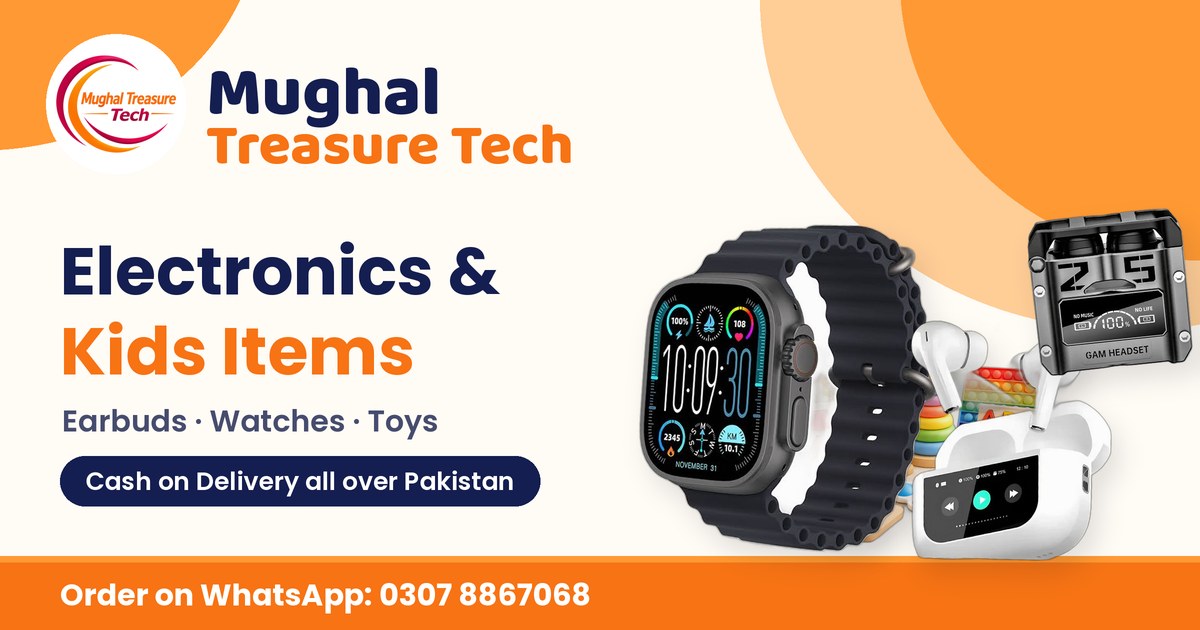 Mughal Treasure
Tech
Mughal
Treasure Tech
Electronics &
Kids Items
Earbuds · Watches · Toys
Cash on Delivery all over Pakistan
Order on WhatsApp: 0307 8867068
100%
108
10:09:30
2345
KM
10.1
NOVEMBER 31
25
NO MUSIC
NO LIFE
100%
GAM HEADSET